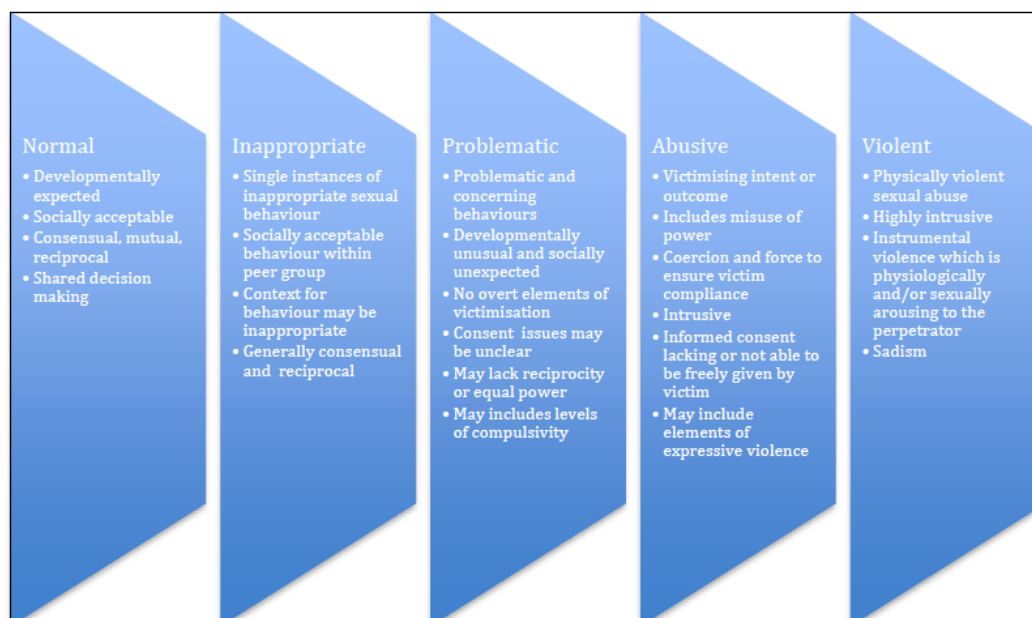 Normal
• Developmentally
expected
• Socially acceptable
• Consensual, mutual,
reciprocal
• Shared decision
making
Inappropriate
• Single instances of
inappropriate sexual
behaviour
• Socially acceptable
behaviour within
peer group
• Context for
behaviour may be
inappropriate
• Generally consensual
and reciprocal
Problematic
• Problematic and
concerning
behaviours
• Developmentally
unusual and socially
unexpected
• No overt elements of
victimisation
• Consent issues may
be unclear
• May lack reciprocity
or equal power
• May includes levels
of compulsivity
Abusive
• Victimising intent or
outcome
• Includes misuse of
power
• Coercion and force to
ensure victim
compliance
• Intrusive
• Informed consent
lacking or not able to
be freely given by
victim
• May include
elements of
expressive violence
Violent
• Physically violent
sexual abuse
• Highly intrusive
• Instrumental
violence which is
physiologically
and/or sexually
arousing to the
perpetrator
• Sadism